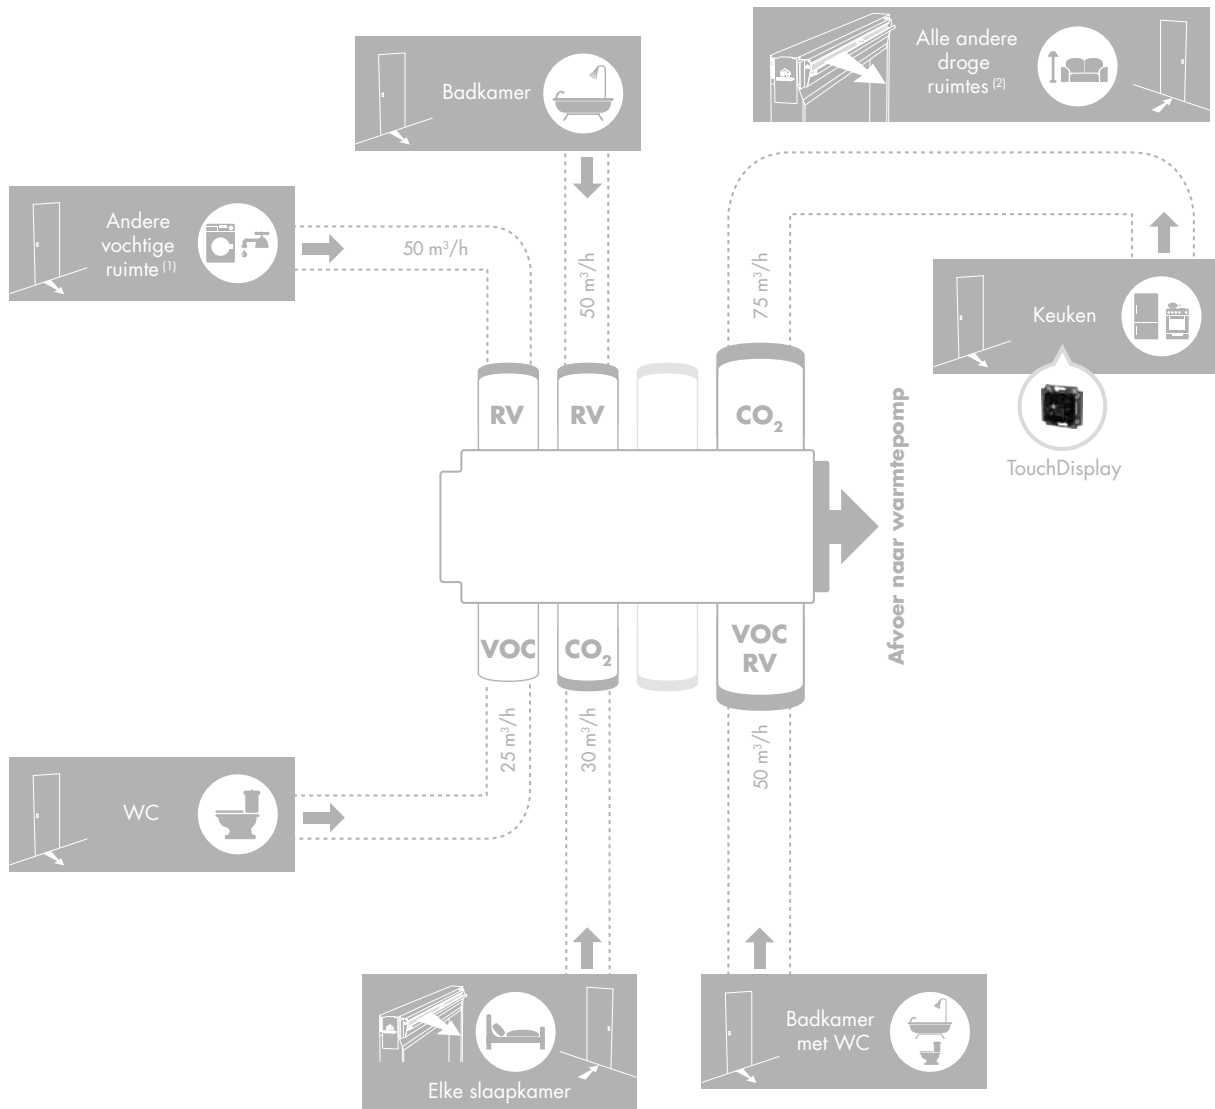 Alle andere
droge
ruimtes (2)
Badkamer
Andere
vochtige
ruimte (1)
50 m³/h
50 m³/h
75 m³/h
Keuken
TouchDisplay
RV
RV
CO₂
Afvoer naar warmtepomp
VOC
CO₂
VOC
RV
25 m³/h
30 m³/h
50 m³/h
WC
Elke slaapkamer
Badkamer
met WC